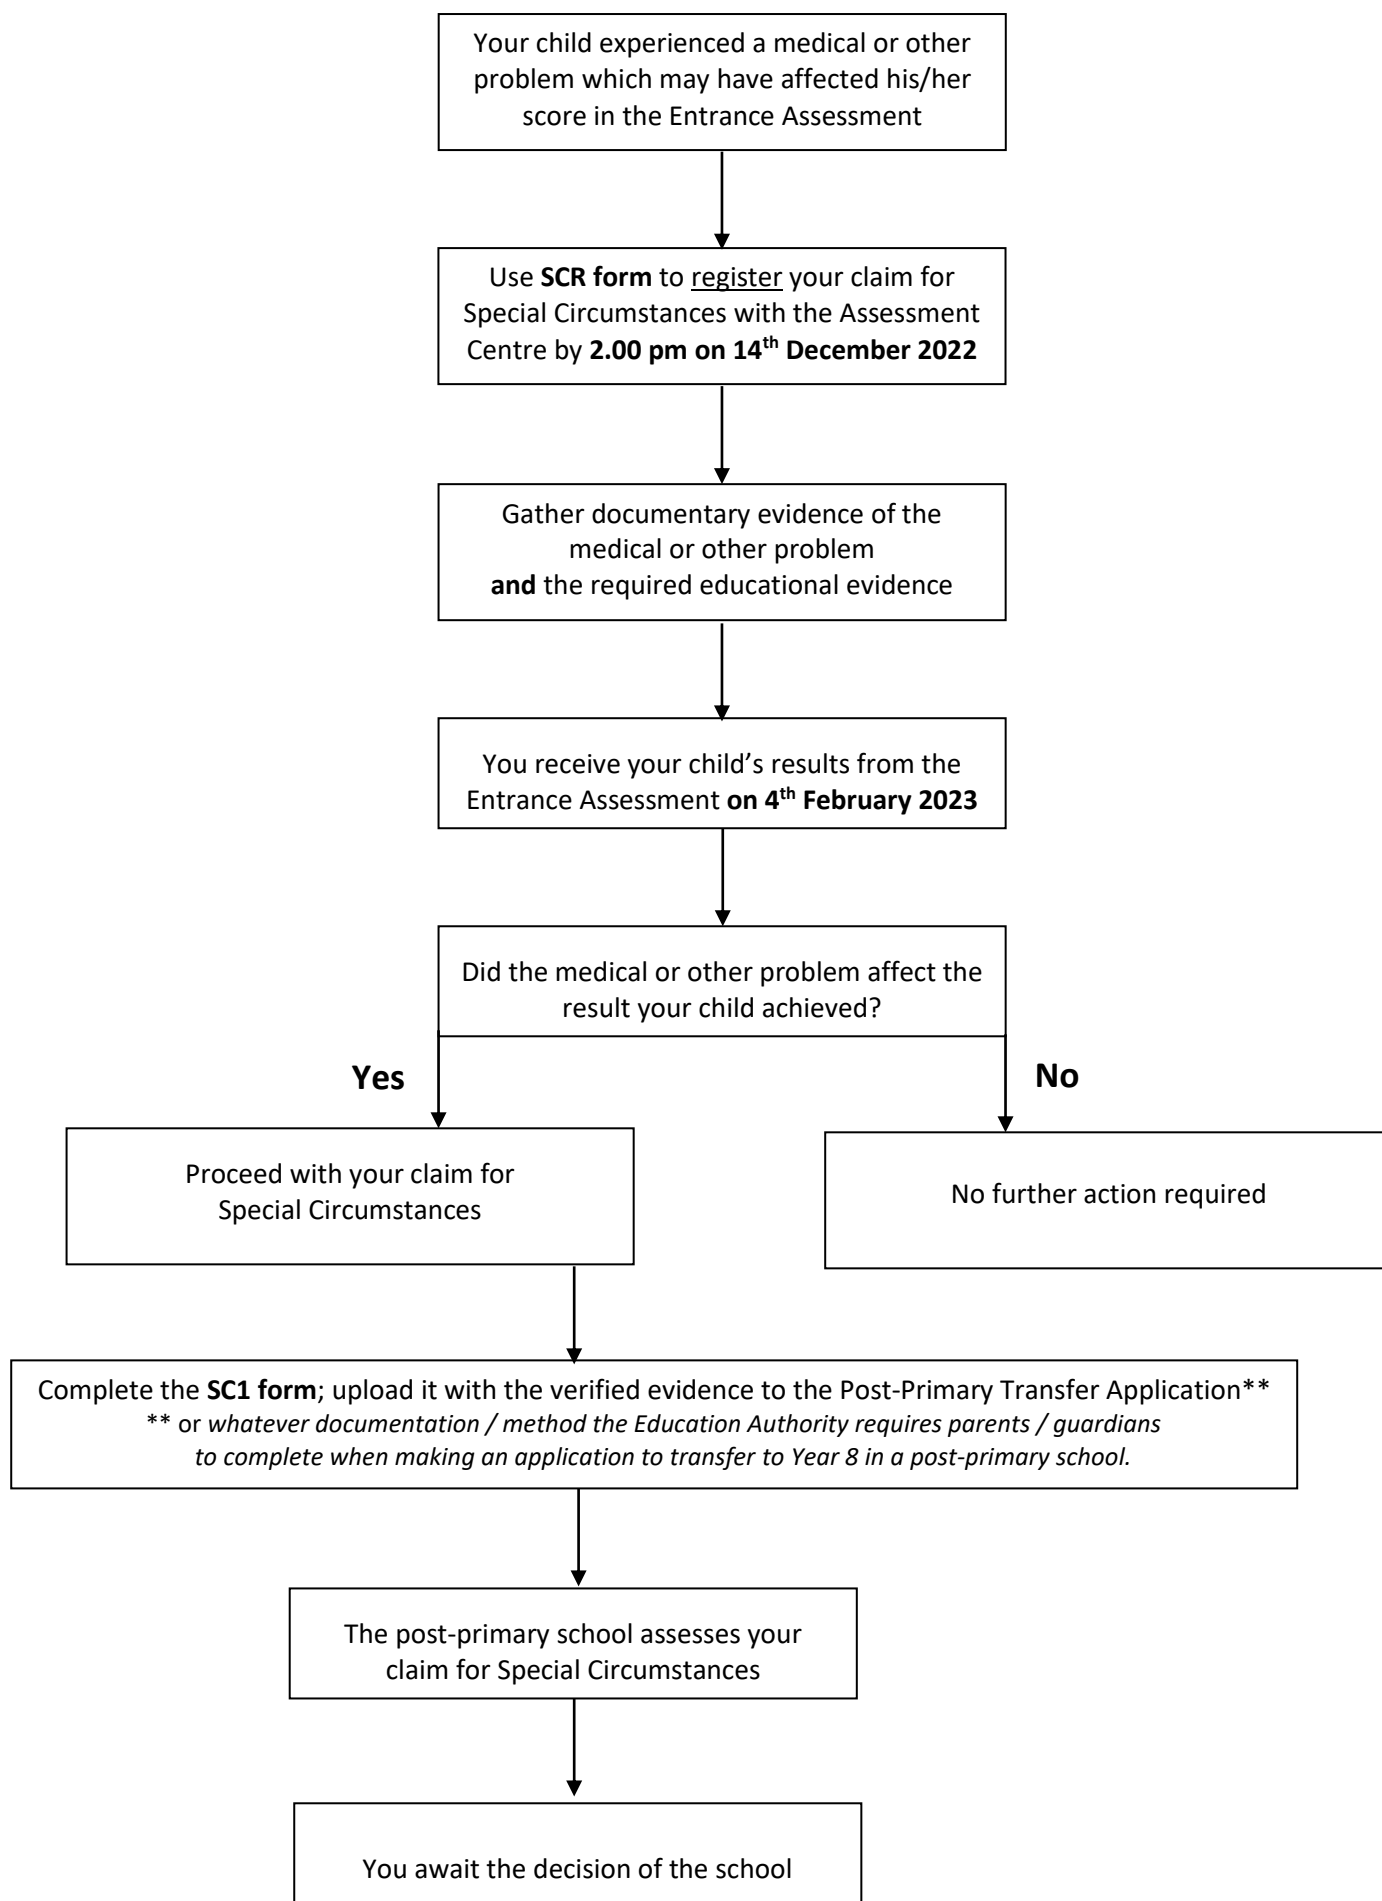 Your child experienced a medical or other
problem which may have affected his/her
score in the Entrance Assessment
Use SCR form to register your claim for
Special Circumstances with the Assessment
Centre by 2.00 pm on 14th December 2022
Gather documentary evidence of the
medical or other problem
and the required educational evidence
You receive your child’s results from the
Entrance Assessment on 4th February 2023
Did the medical or other problem affect the
result your child achieved?
Yes
No
Proceed with your claim for
Special Circumstances
No further action required
Complete the SC1 form; upload it with the verified evidence to the Post-Primary Transfer Application**
** or whatever documentation / method the Education Authority requires parents / guardians
to complete when making an application to transfer to Year 8 in a post-primary school.
The post-primary school assesses your
claim for Special Circumstances
You await the decision of the school